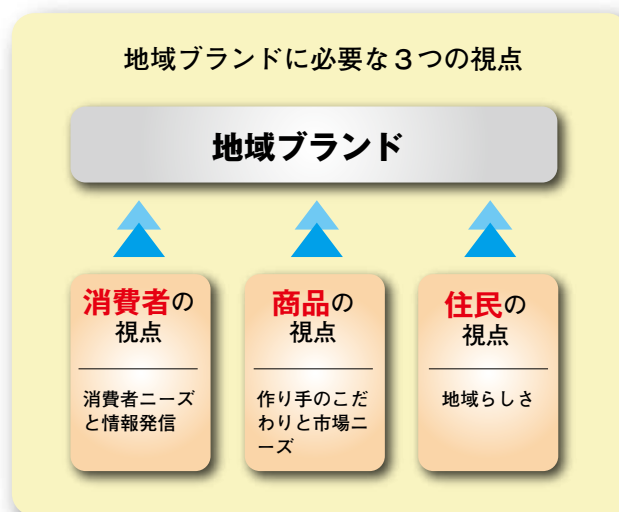 地域ブランドに必要な３つの視点
地域ブランド
消費者の
視点
消費者ニーズ
と情報発信
商品の
視点
作り手のこだ
わりと市場ニ
ーズ
住民の
視点
地域らしさ